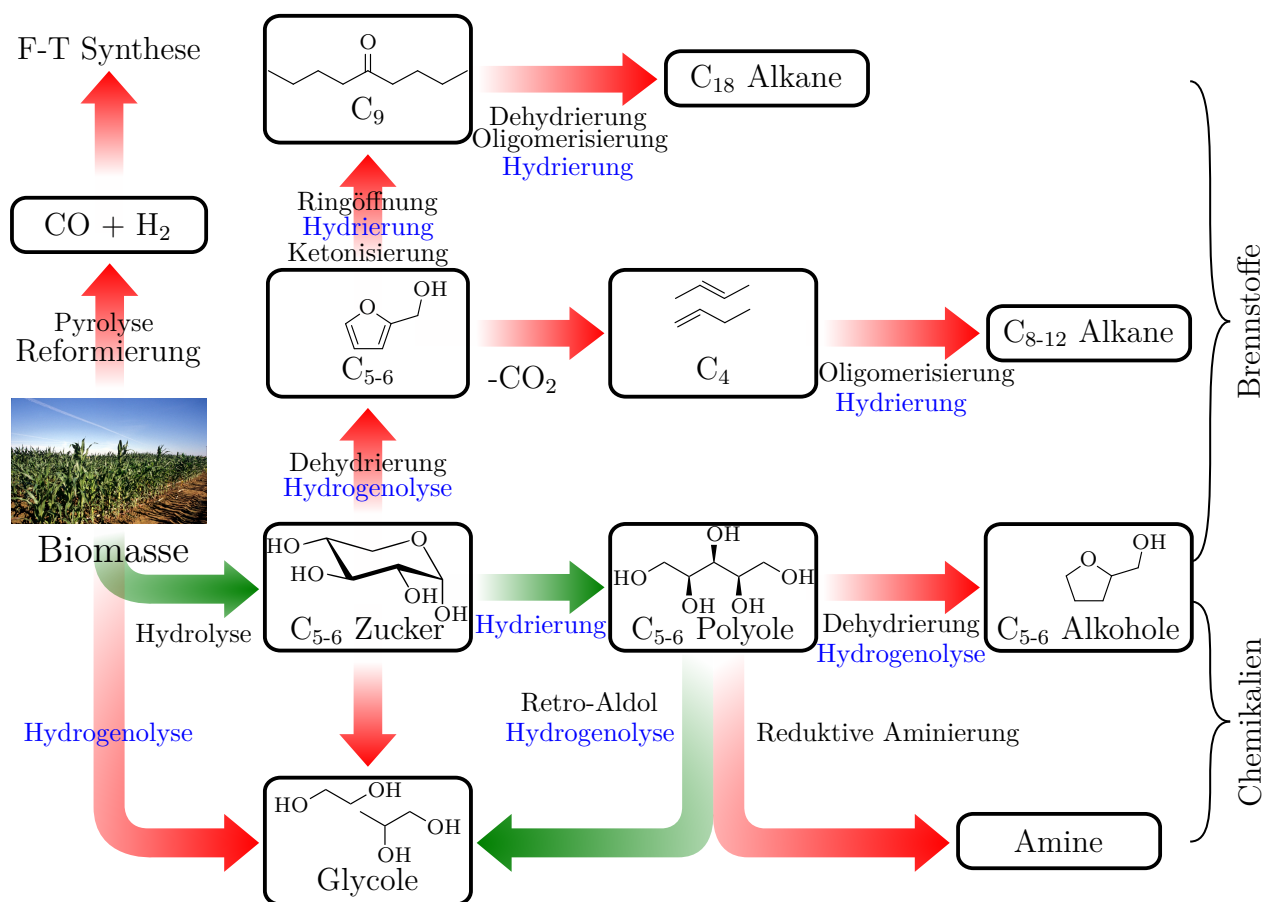 F-T Synthese
O
C9
C18 Alkane
Dehydrierung
Oligomerisierung
Hydrierung
CO + H2
Ringöffnung
Hydrierung
Ketonisierung
Pyrolyse
Reformierung
O
OH
C5-6
-CO2
C4
Oligomerisierung
Hydrierung
C8-12 Alkane
Brennstoffe
Dehydrierung
Hydrogenolyse
Biomasse
Hydrolyse
HO
O
HO
HO
OH
OH
C5-6 Zucker
Hydrierung
OH
HO
OH
OH
OH
C5-6 Polyole
Dehydrierung
Hydrogenolyse
OH
O
C5-6 Alkohole
Chemikalien
Hydrogenolyse
Retro-Aldol
Hydrogenolyse
Reduktive Aminierung
HO
OH
OH
OH
Glycole
Amine